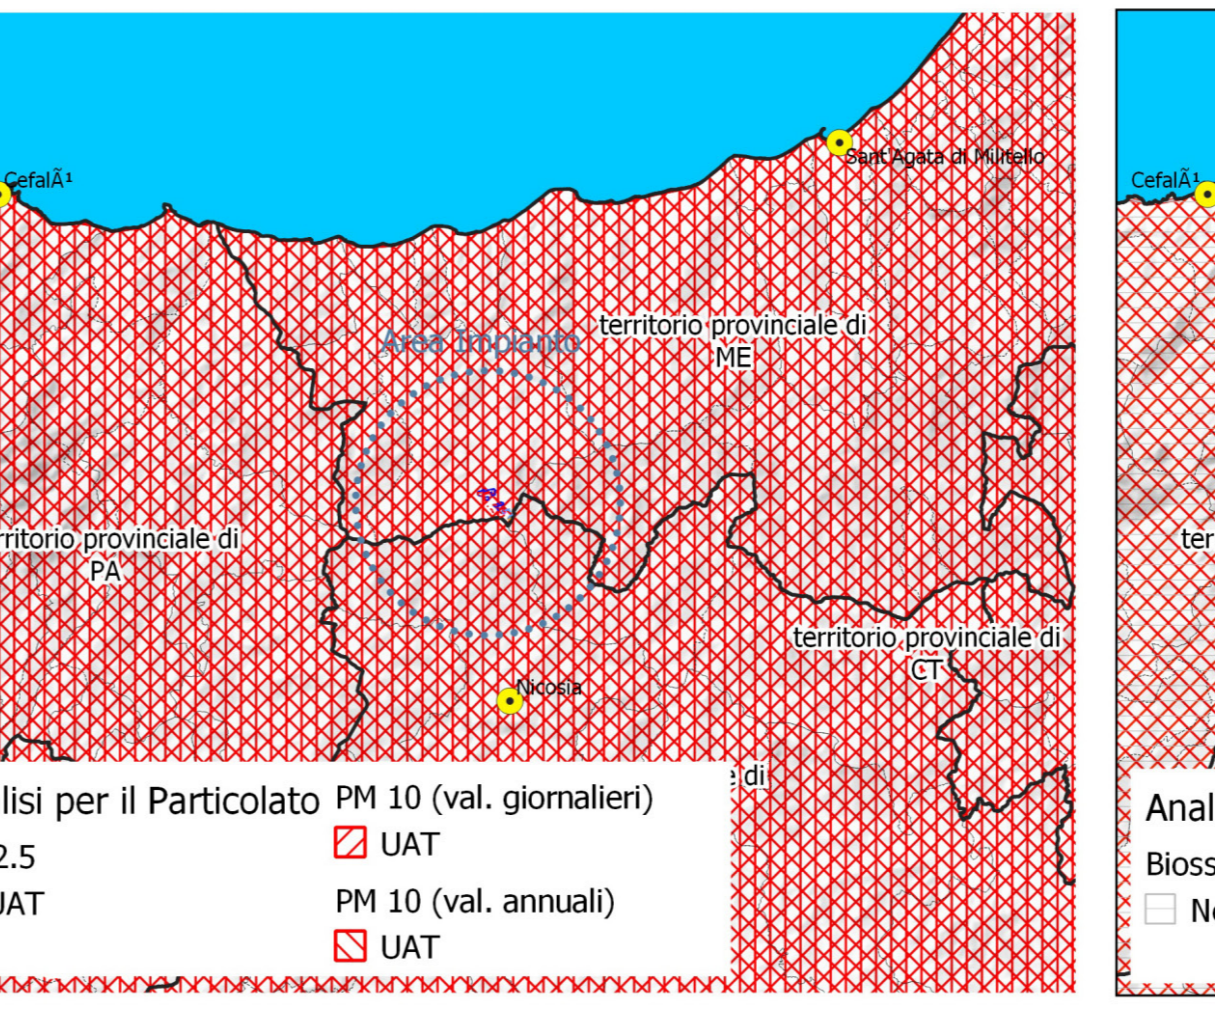 CefalÃ¹
Sant'Agata di Militello
territorio provinciale di
ME
Area Impianto
rritorio provinciale di
PA
territorio provinciale di
CT
Nicosia
e di
lisi per il Particolato
2.5
UAT
PM 10 (val. giornalieri)
UAT
PM 10 (val. annuali)
UAT
CefalÃ¹
ter
Anal
Bioss